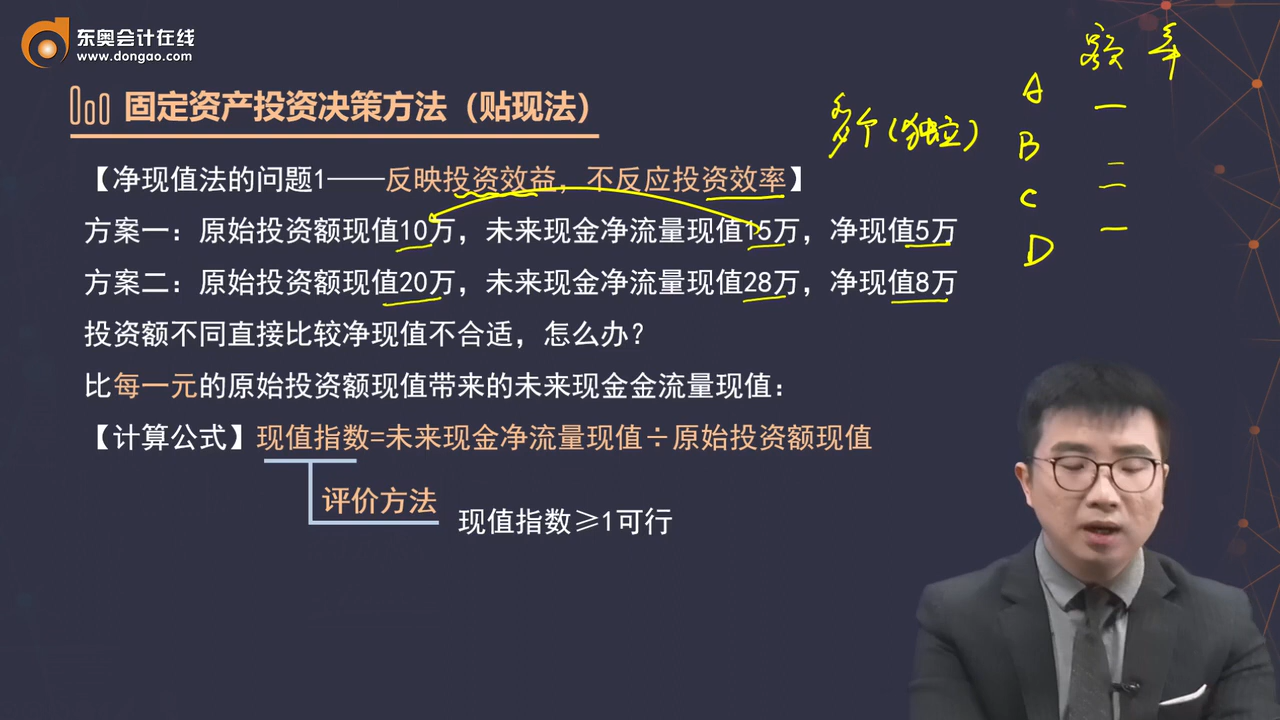 东奥会计在线
www.dongao.com
固定资产投资决策方法（贴现法）
额 率
多个（独立）
A
一
B
二
C
二
一
D
【净现值法的问题1——反映投资效益，不反应投资效率】
方案一：原始投资额现值10万，未来现金净流量现值15万，净现值5万
方案二：原始投资额现值20万，未来现金净流量现值28万，净现值8万
投资额不同直接比较净现值不合适，怎么办？
比每一元的原始投资额现值带来的未来现金金流量现值：
【计算公式】现值指数=未来现金净流量现值÷原始投资额现值
评价方法
现值指数≥1可行